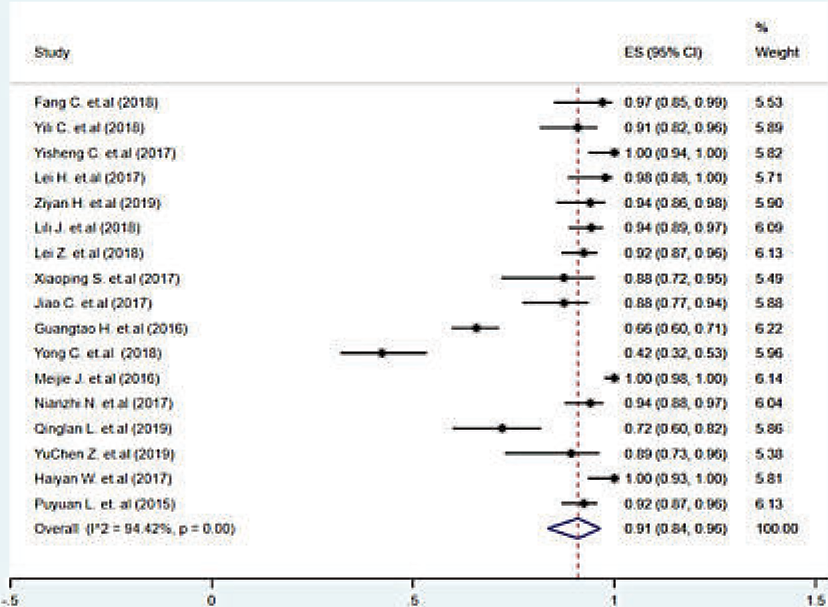 %
Study ES (95% CI) Weight
Fang C. et.al (2018) 0.97 (0.85, 0.99) 5.53
Yili C. et.al (2018) 0.91 (0.82, 0.96) 5.89
Yisheng C. et.al (2017) 1.00 (0.94, 1.00) 5.82
Lei H. et.al (2017) 0.98 (0.88, 1.00) 5.71
Ziyan H. et.al (2019) 0.94 (0.86, 0.98) 5.90
Lili J. et.al (2018) 0.94 (0.89, 0.97) 6.09
Lei Z. et.al (2018) 0.92 (0.87, 0.96) 6.13
Xiaoping S. et.al (2017) 0.88 (0.72, 0.95) 5.49
Jiao C. et.al (2017) 0.88 (0.77, 0.94) 5.88
Guangtao H. et.al (2016) 0.66 (0.60, 0.71) 6.22
Yong C. et.al (2018) 0.42 (0.32, 0.53) 5.96
Meijie J. et.al (2016) 1.00 (0.98, 1.00) 6.14
Nianzhi N. et.al (2017) 0.94 (0.88, 0.97) 6.04
Qinglan L. et.al (2019) 0.72 (0.60, 0.82) 5.86
YuChen Z. et.al (2019) 0.89 (0.73, 0.96) 5.38
Haiyan W. et.al (2017) 1.00 (0.93, 1.00) 5.81
Puyuan L. et. al (2015) 0.92 (0.87, 0.96) 6.13
Overall (I^2 = 94.42%, p = 0.00) 0.91 (0.84, 0.96) 100.00
-.5 0 .5 1 1.5